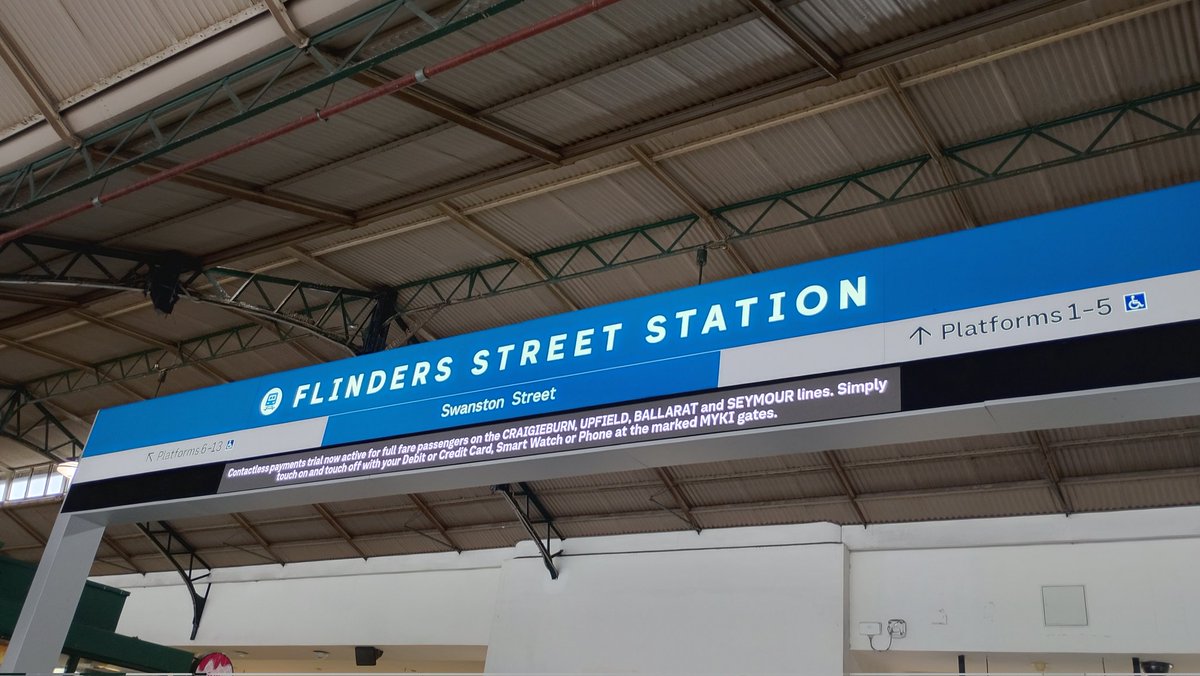 FLINDERS STREET STATION
Swanston Street
Platforms 1-5
Platforms 6-13
Contactless payments trial now active for full fare passengers on the CRAIGIEBURN, UPFIELD, BALLARAT and SEYMOUR lines. Simply
touch on and touch off with your Debit or Credit Card, Smart Watch or Phone at the marked MYKI gates.